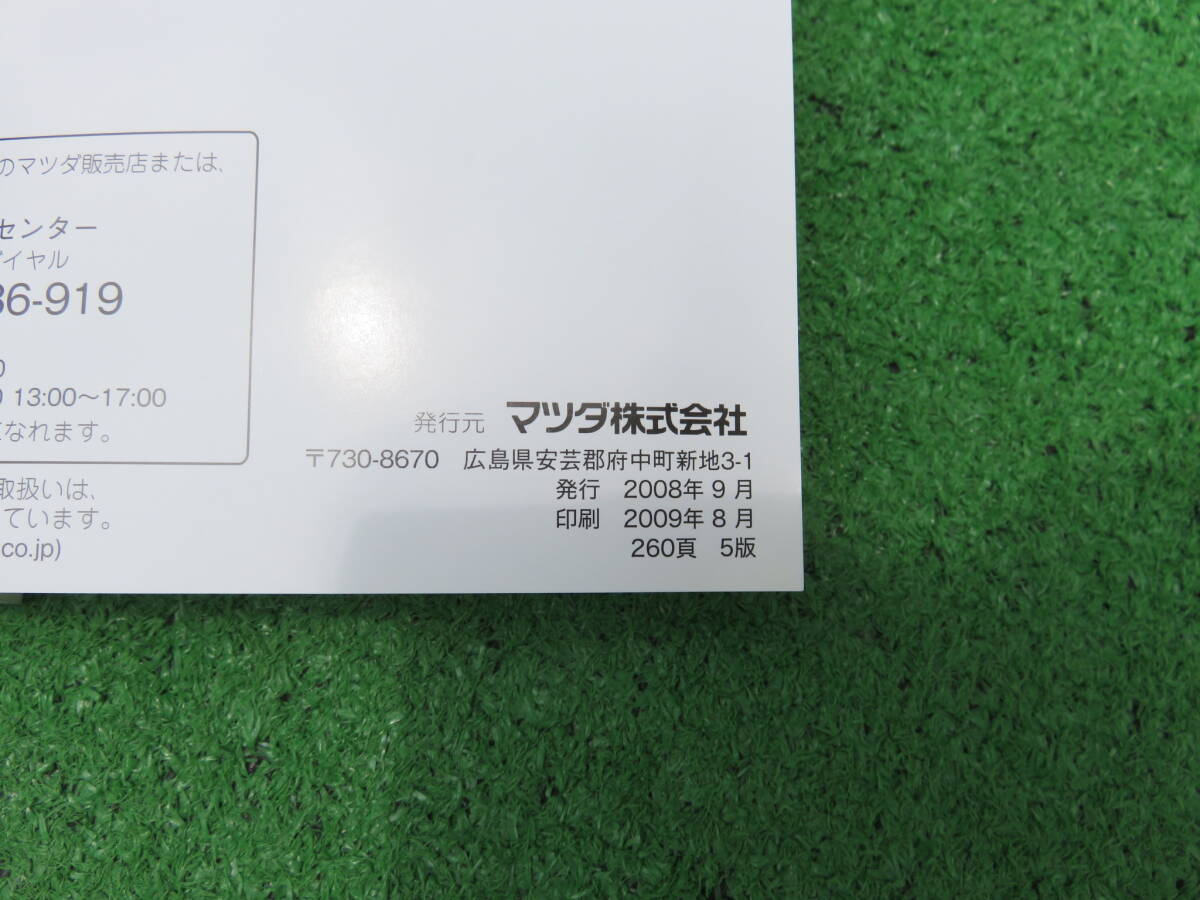 のマツダ販売店または、
センター
イヤル
36-919
0
0 13:00～17:00
なれます。
取扱いは、
ています。
co.jp)
発行元 マツダ株式会社
〒730-8670 広島県安芸郡府中町新地3-1
発行 2008年 9 月
印刷 2009年 8 月
260頁 5版